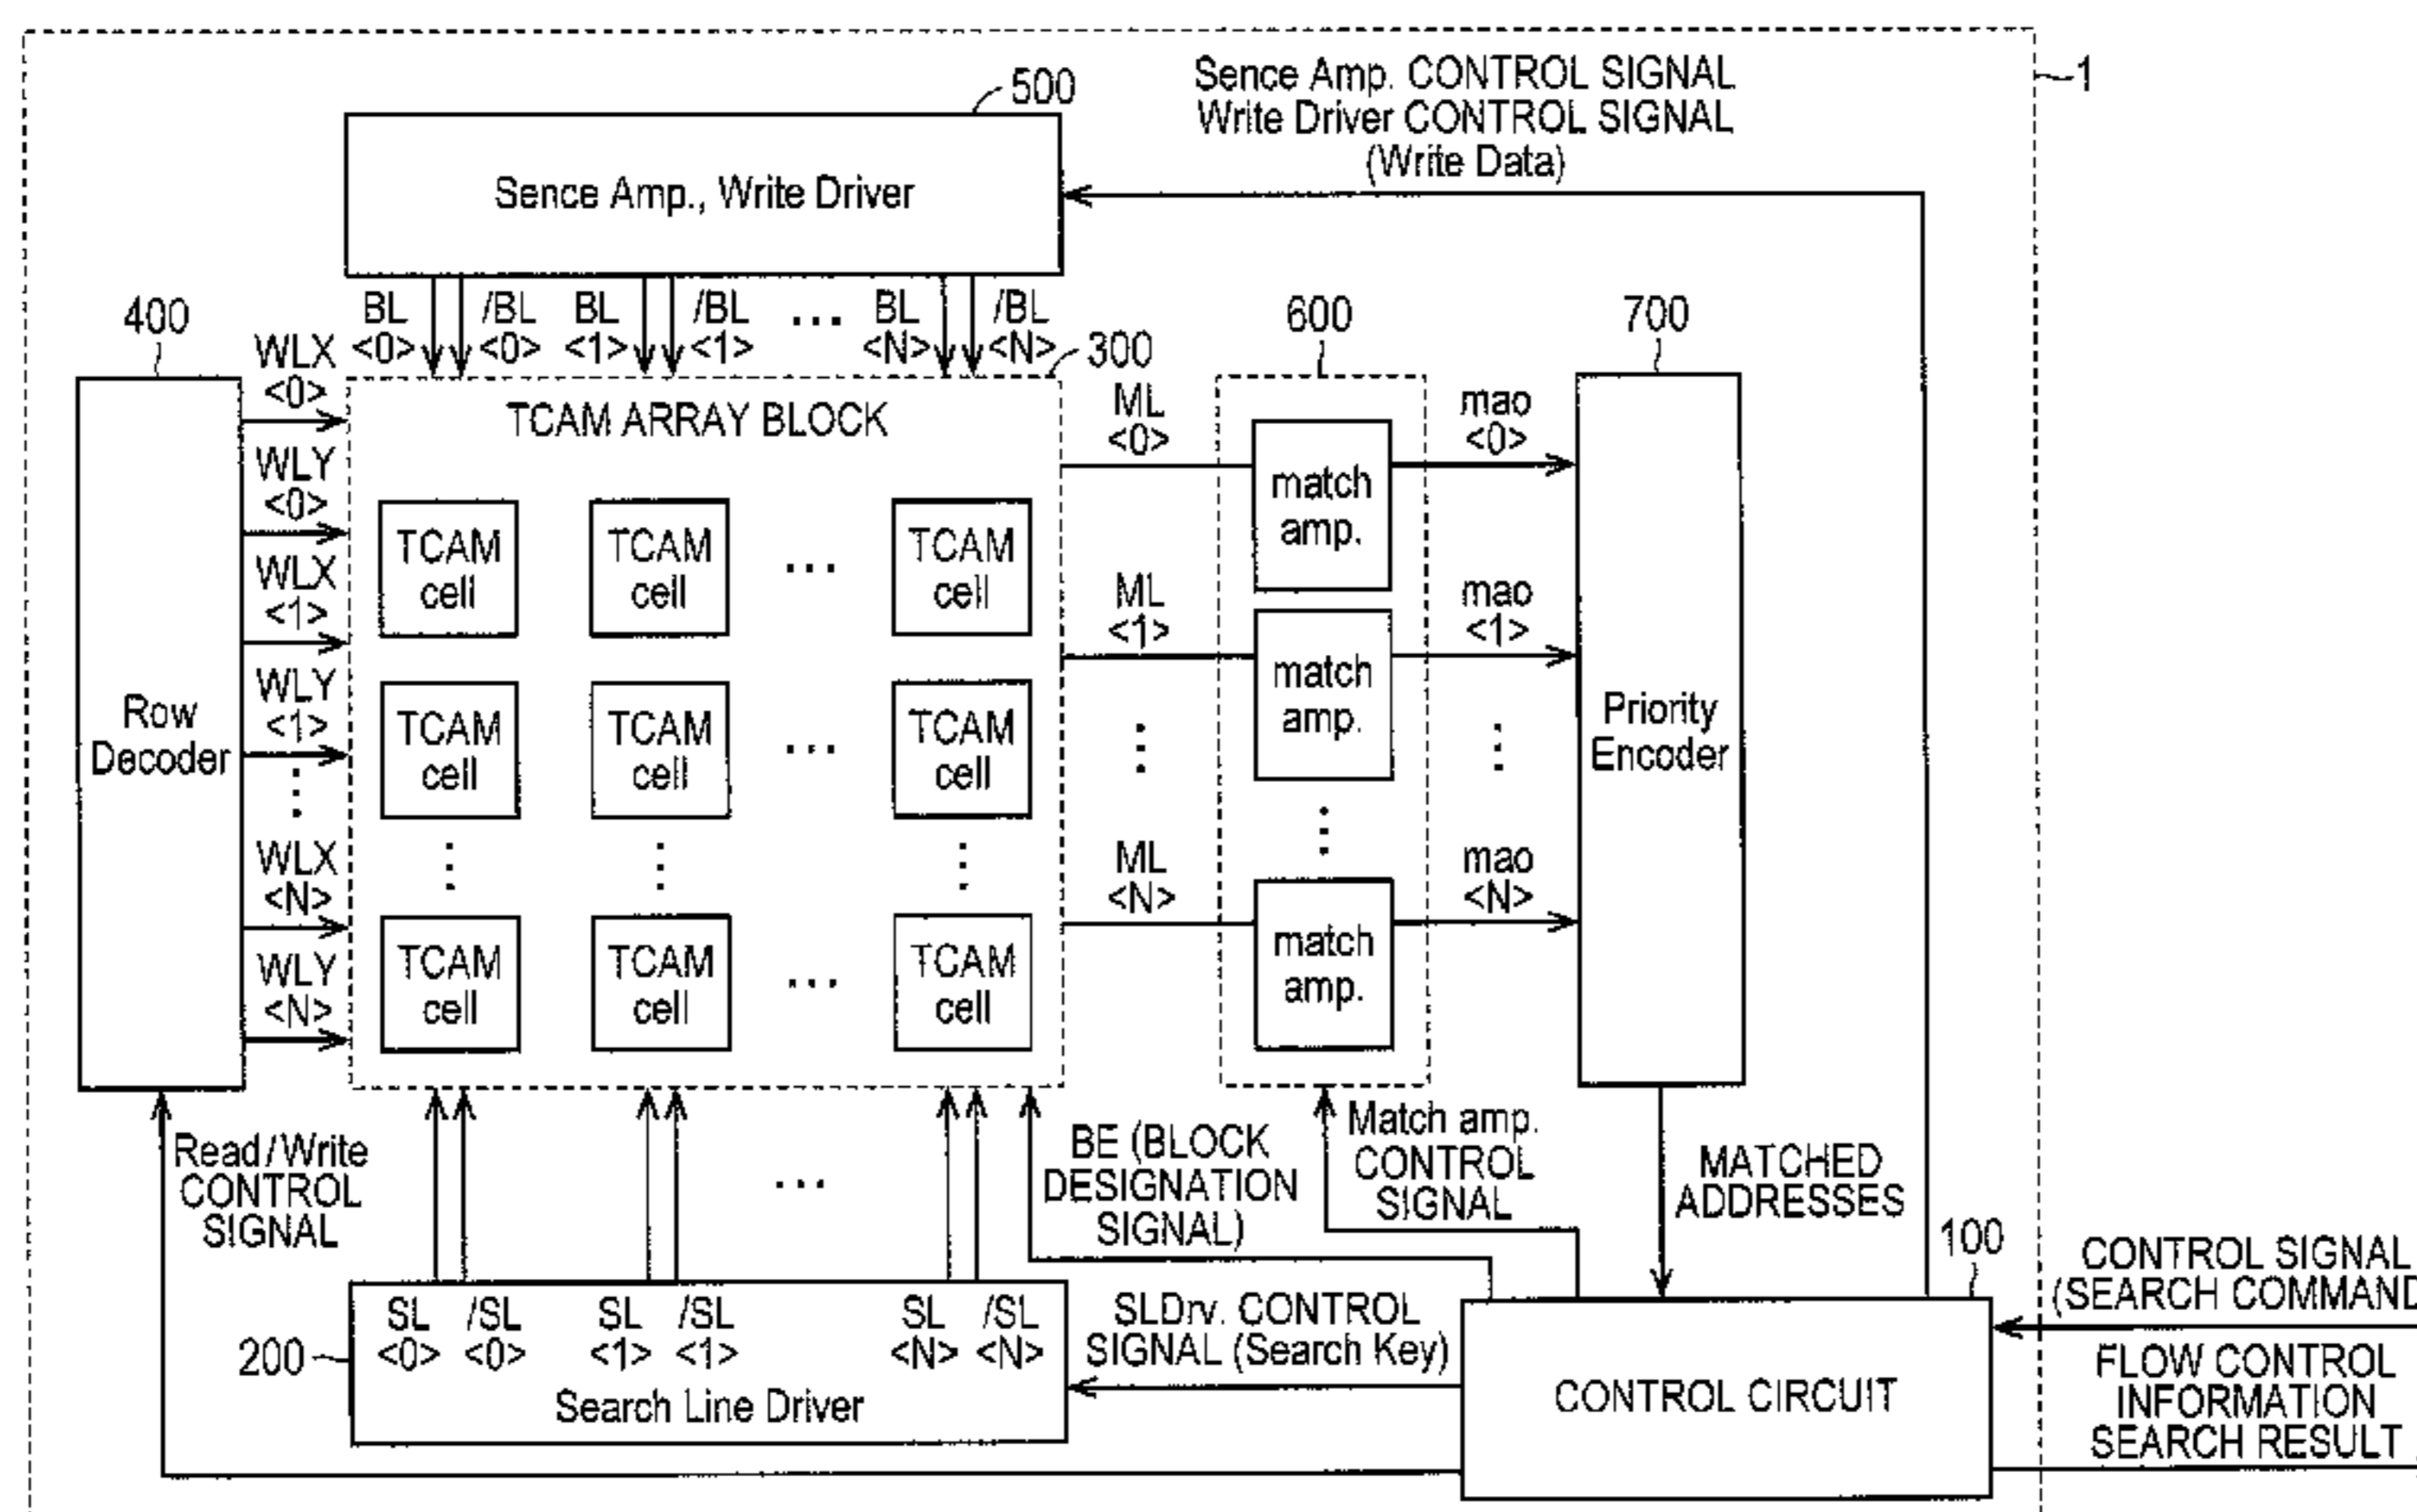 Sence Amp. CONTROL SIGNAL
Write Driver CONTROL SIGNAL
(Write Data)
1
500
Sence Amp., Write Driver
BL <0>
/BL <0>
BL <1>
/BL <1>
...
BL <N>
/BL <N>
400
300
600
700
WLX <0>
WLY <0>
WLX <1>
WLY <1>
WLX <N>
WLY <N>
Row
Decoder
TCAM ARRAY BLOCK
TCAM cell
TCAM cell
...
TCAM cell
TCAM cell
TCAM cell
...
TCAM cell
TCAM cell
TCAM cell
...
TCAM cell
ML <0>
ML <1>
ML <N>
match amp.
match amp.
match amp.
mao <0>
mao <1>
mao <N>
Priority
Encoder
Read/Write
CONTROL
SIGNAL
...
BE (BLOCK
DESIGNATION
SIGNAL)
Match amp.
CONTROL
SIGNAL
MATCHED
ADDRESSES
200
SL <0>
/SL <0>
SL <1>
/SL <1>
SL <N>
/SL <N>
Search Line Driver
SLDrv. CONTROL
SIGNAL (Search Key)
100
CONTROL CIRCUIT
CONTROL SIGNAL
(SEARCH COMMAND
FLOW CONTROL
INFORMATION
SEARCH RESULT